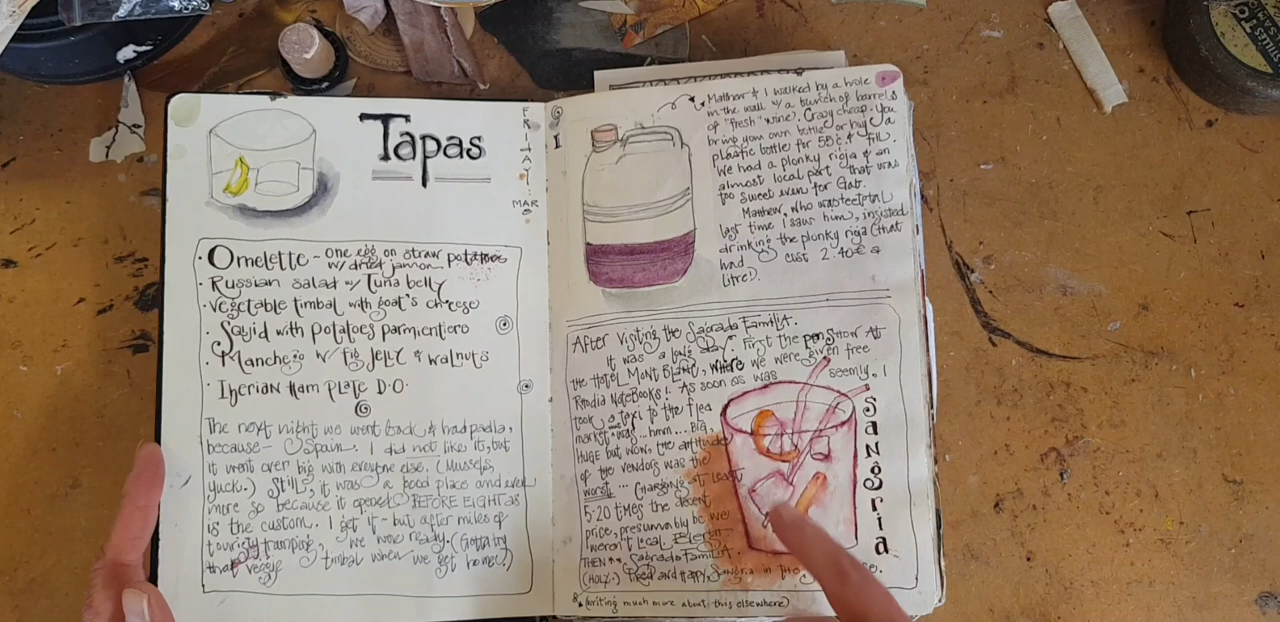 Tapas
FRIDAY: MAR 8
• Omelette - one egg on straw potatoes
w/ dried jamon
• Russian salad w/ Tuna belly
• Vegetable timbal with goat's cheese
• Squid with potatoes parmientiero
• Manchego w/ fig JELLY & walnuts
• Iberian Ham Plate D.O.
The next night we went back & had paella,
because - Spain. I did not like it, but
it went over big with everyone else. (Mussels,
yuck.) Still, it was a good place and even
more so because it opened BEFORE EIGHT as
is the custom. I get it - but after miles of
touristy tramping, we were ready. (Gotta try
that veggie timbal when we get home!)
Matthew & I walked by a hole
in the wall w/ a bunch of barrels
of "fresh" wine. Crazy cheap. You
bring your own bottle or buy a
plastic bottle for 55c. & fill.
We had a plonky rioja & an
almost local port that was
too sweet even for Gab.
Matthew, who was teetotal
last time I saw him, insisted
drinking the plonky rioja (that
had cost 2.40€ a
litre!).
After visiting the Sagrada Familia.
It was a long day. First the pen show at
the HOTEL MONT BLANC, where we were given free
Rhodia NoteBooks!. As soon as was seemly, I
took a taxi to the flea
market & was ...hmm... Big,
HUGE but wow, the attitude
of the vendors was the
worst ... Charging at least
5-20 times the decent
price, presumably bc we
weren't local
THEN Sagrada Familia.
(HOLY.) Tired and Happy, Sangria in the
Sangria
(writing much more about this elsewhere)